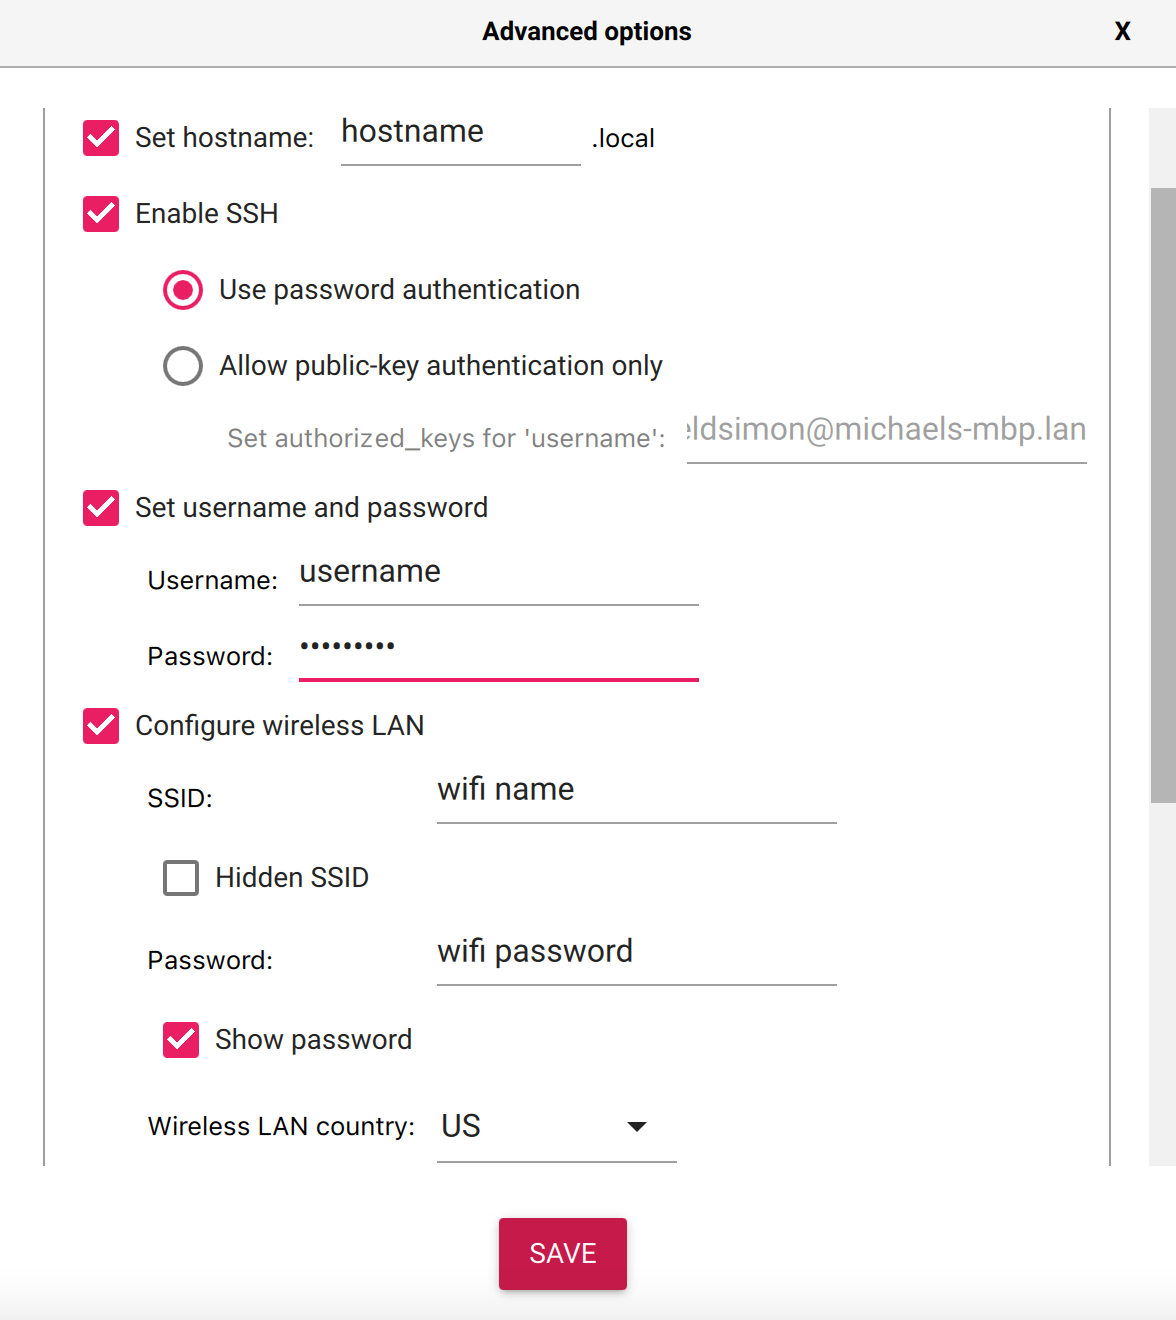 Advanced options X
Set hostname: hostname .local
Enable SSH
Use password authentication
Allow public-key authentication only
Set authorized_keys for 'username': eldsimon@michaels-mbp.lan
Set username and password
Username: username
Password: •••••••••
Configure wireless LAN
SSID: wifi name
Hidden SSID
Password: wifi password
Show password
Wireless LAN country: US
SAVE